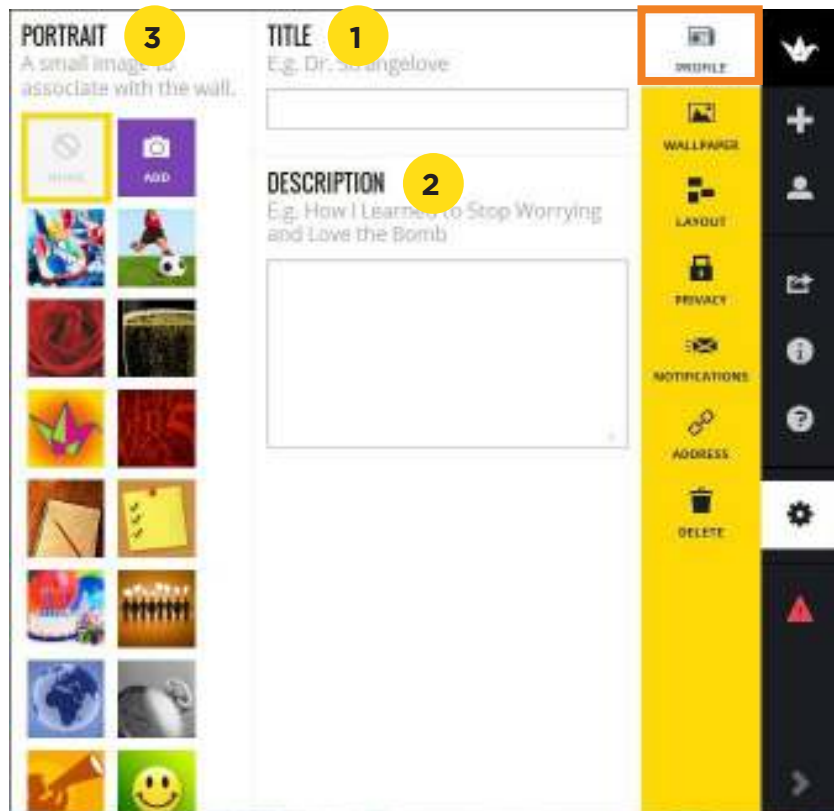 PORTRAIT 3
A small image to
associate with the wall.
NONE
ADD
TITLE 1
E.g. Dr. Strangelove
DESCRIPTION 2
E.g. How I Learned to Stop Worrying
and Love the Bomb
PROFILE
WALLPAPER
LAYOUT
PRIVACY
NOTIFICATIONS
ADDRESS
DELETE